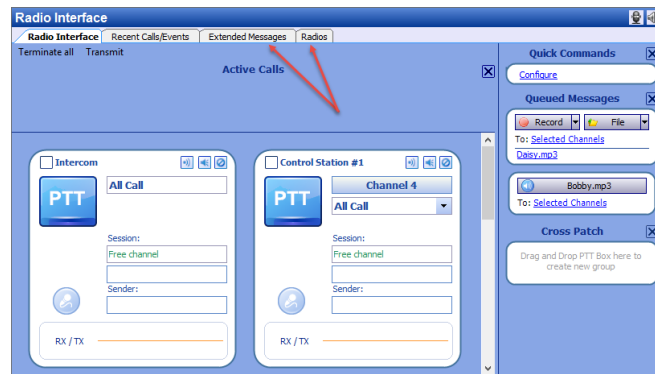 Radio Interface
Radio Interface Recent Calls/Events Extended Messages Radios
Terminate all Transmit
Active Calls
Intercom
PTT
All Call
Session:
Free channel
Sender:
RX / TX
Control Station #1
PTT
Channel 4
All Call
Session:
Free channel
Sender:
RX / TX
Quick Commands
Configure
Queued Messages
Record File
To: Selected Channels
Daisy.mp3
Bobby.mp3
To: Selected Channels
Cross Patch
Drag and Drop PTT Box here to
create new group